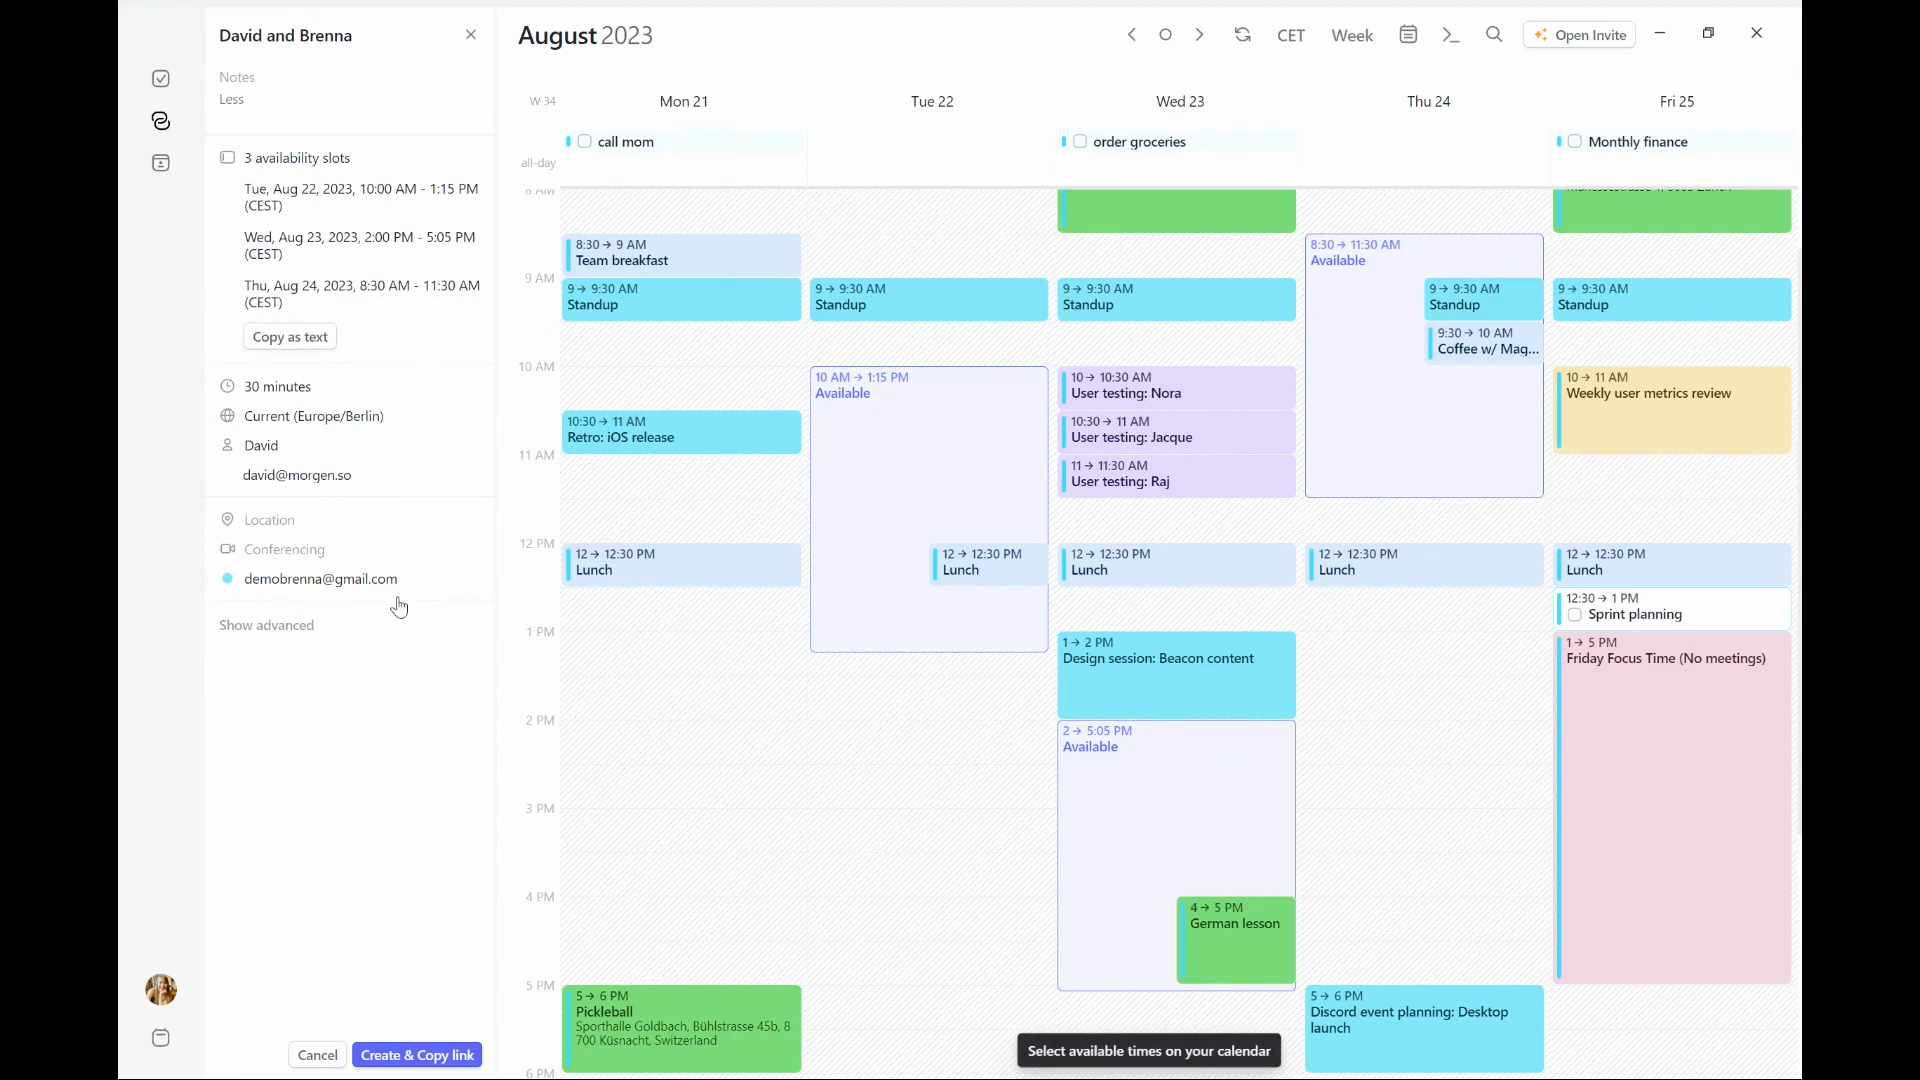 David and Brenna
Notes
Less
3 availability slots
Tue, Aug 22, 2023, 10:00 AM - 1:15 PM
(CEST)
Wed, Aug 23, 2023, 2:00 PM - 5:05 PM
(CEST)
Thu, Aug 24, 2023, 8:30 AM - 11:30 AM
(CEST)
Copy as text
30 minutes
Current (Europe/Berlin)
David
david@morgen.so
Location
Conferencing
demobrenna@gmail.com
Show advanced
Cancel
Create & Copy link
August 2023
CET
Week
Open Invite
W 34
Mon 21
Tue 22
Wed 23
Thu 24
Fri 25
all-day
call mom
order groceries
Monthly finance
8 AM
9 AM
10 AM
11 AM
12 PM
1 PM
2 PM
3 PM
4 PM
5 PM
6 PM
8:30 → 9 AM
Team breakfast
9 → 9:30 AM
Standup
10:30 → 11 AM
Retro: iOS release
12 → 12:30 PM
Lunch
5 → 6 PM
Pickleball
Sporthalle Goldbach, Bühlstrasse 45b, 8
700 Küsnacht, Switzerland
9 → 9:30 AM
Standup
10 AM → 1:15 PM
Available
12 → 12:30 PM
Lunch
9 → 9:30 AM
Standup
10 → 10:30 AM
User testing: Nora
10:30 → 11 AM
User testing: Jacque
11 → 11:30 AM
User testing: Raj
12 → 12:30 PM
Lunch
1 → 2 PM
Design session: Beacon content
2 → 5:05 PM
Available
4 → 5 PM
German lesson
8:30 → 11:30 AM
Available
9 → 9:30 AM
Standup
9:30 → 10 AM
Coffee w/ Mag...
12 → 12:30 PM
Lunch
5 → 6 PM
Discord event planning: Desktop
launch
9 → 9:30 AM
Standup
10 → 11 AM
Weekly user metrics review
12 → 12:30 PM
Lunch
12:30 → 1 PM
Sprint planning
1 → 5 PM
Friday Focus Time (No meetings)
Select available times on your calendar